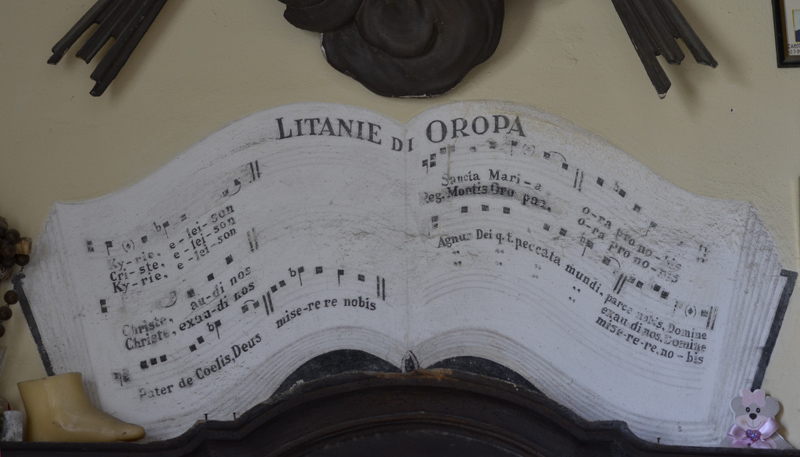 LITANIE DI OROPA
Ky-rie, e-lei-son
Cri-ste, e-lei-son
Ky-rie, e-lei-son
Christe, au-di nos
Christe, exau-di nos
Pater de Coelis, Deus mise-re re nobis
Sancta Mari-a, o-ra pro no-bis
Reg. Montis Oro pae, o-ra pro no-bis
Agnus Dei q.t. peccata mundi, parce nobis, Domine
exau di nos, Domine
mise-re-re, no-bis